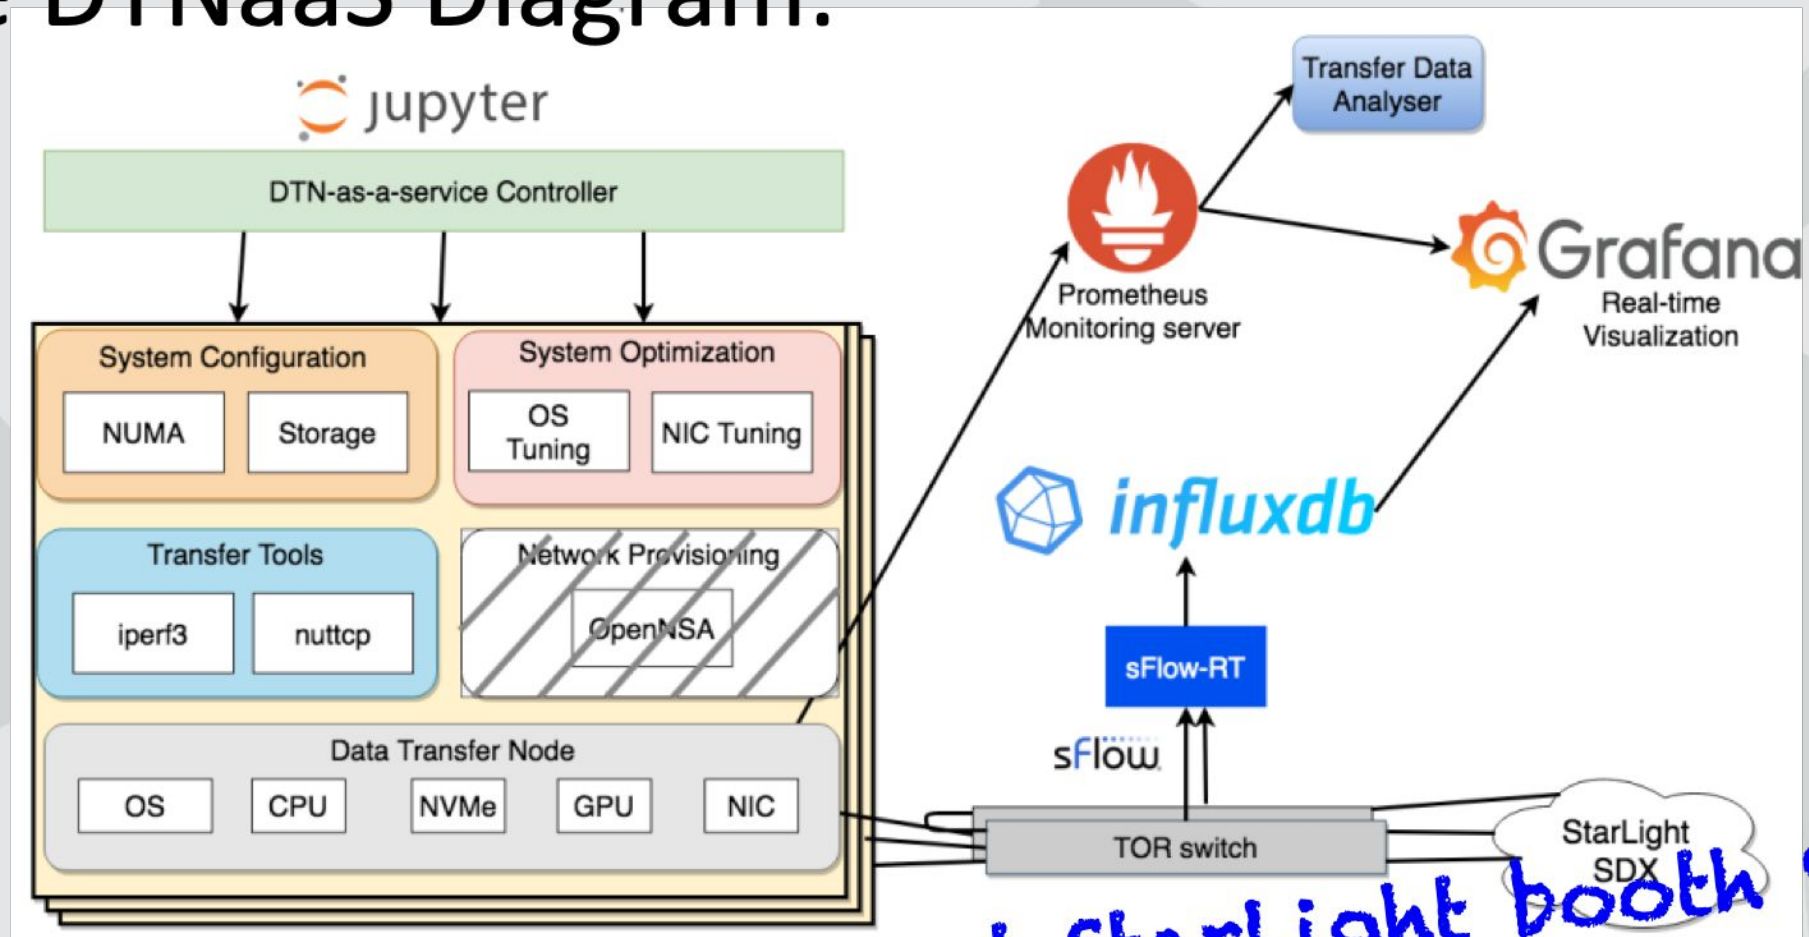 DTNaaS Diagram:
jupyter
DTN-as-a-service Controller
System Configuration
NUMA
Storage
System Optimization
OS
Tuning
NIC Tuning
Transfer Tools
iperf3
nuttcp
Network Provisioning
OpenNSA
Data Transfer Node
OS
CPU
NVMe
GPU
NIC
Transfer Data
Analyser
Prometheus
Monitoring server
Grafana
Real-time
Visualization
influxdb
sFlow-RT
sFlow
TOR switch
StarLight
SDX
StarLight booth